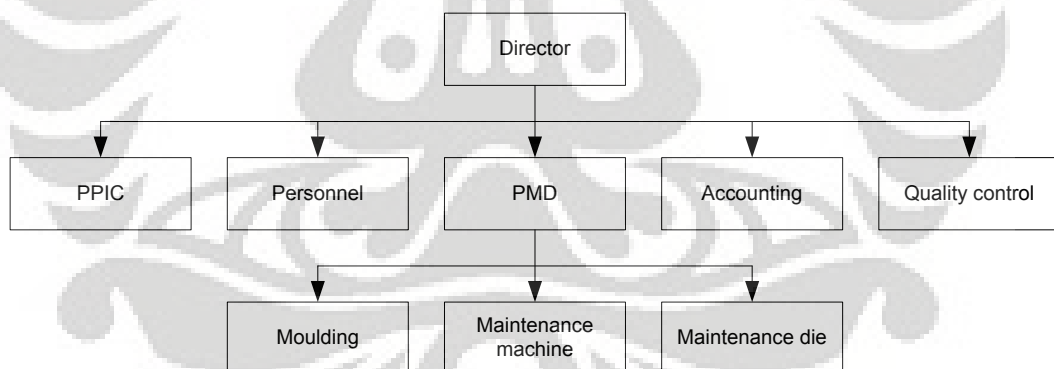 Director
PPIC
Personnel
PMD
Accounting
Quality control
Moulding
Maintenance
machine
Maintenance die